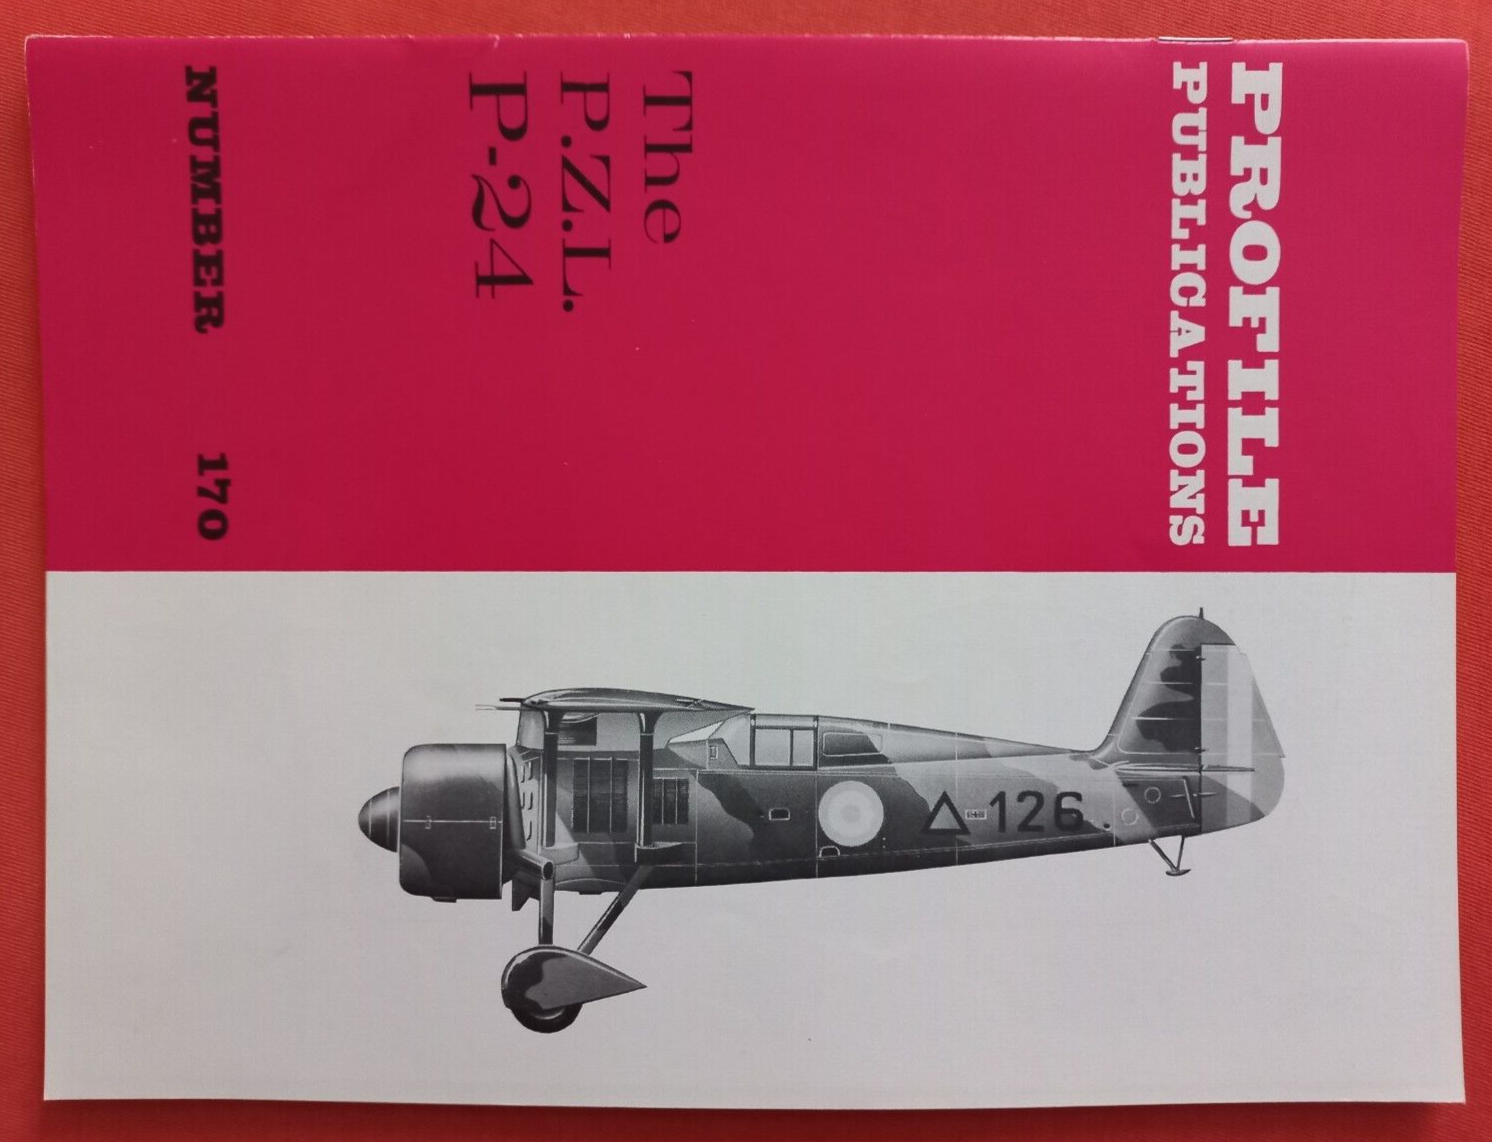 PROFILE
PUBLICATIONS
The
P.Z.L.
P-24
NUMBER 170
Δ 126